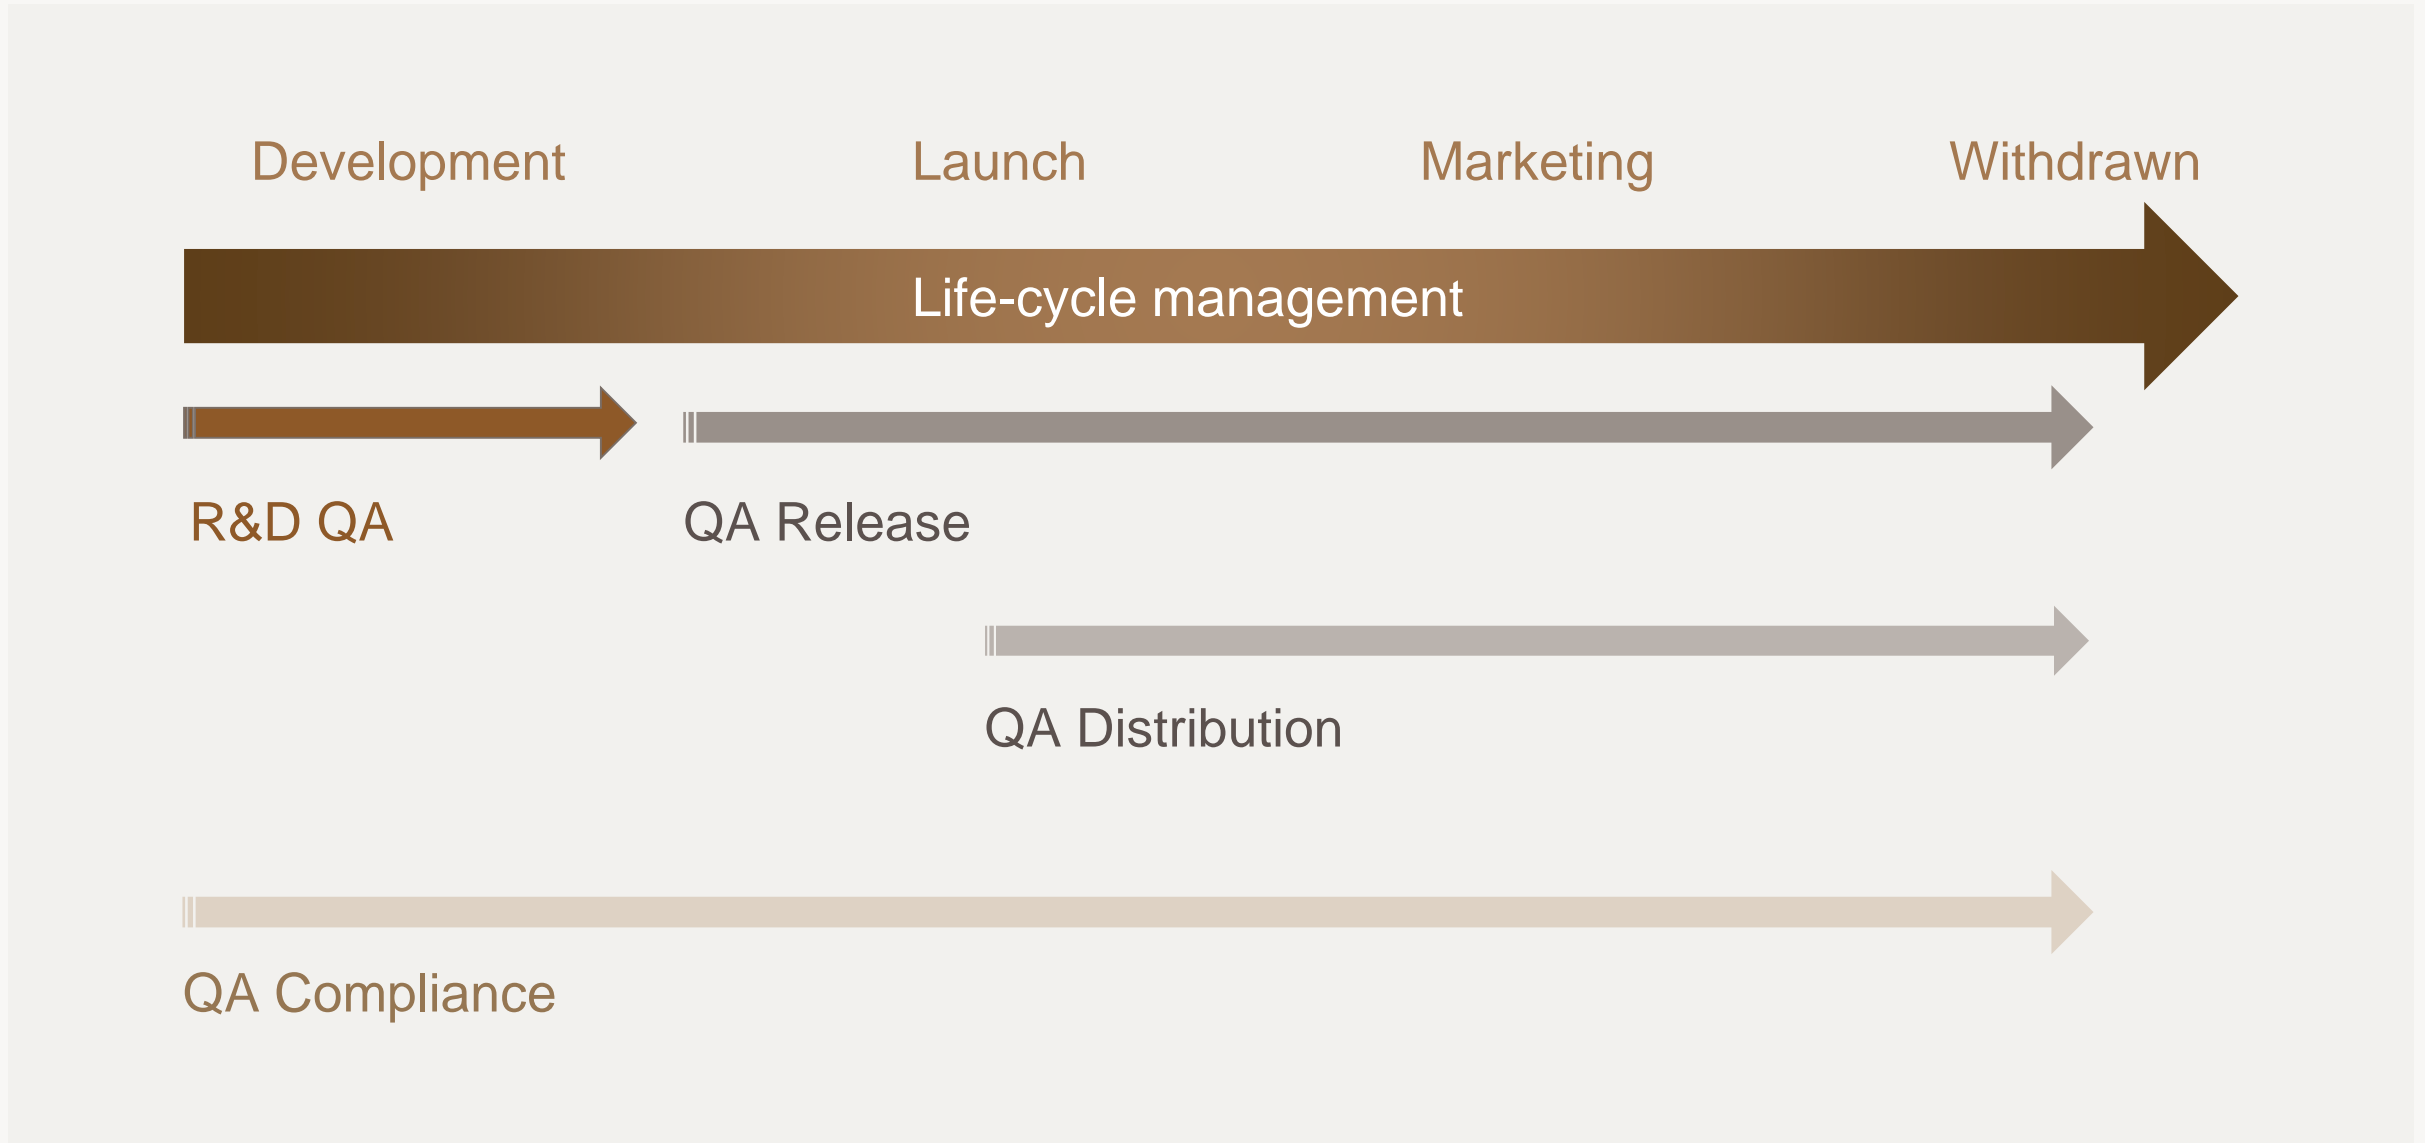 Development
Launch
Marketing
Withdrawn
Life-cycle management
R&D QA
QA Release
QA Distribution
QA Compliance